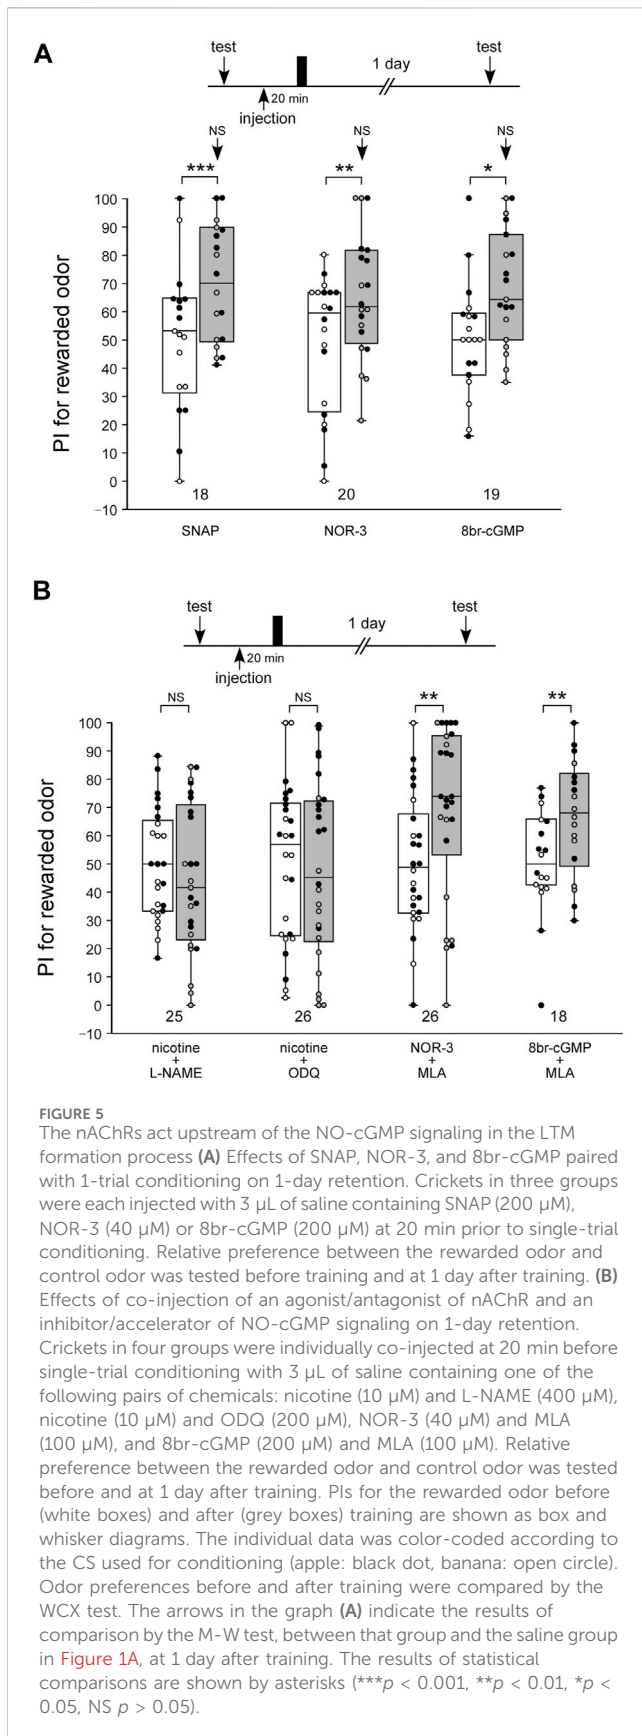 A
test
1 day
test
20 min
injection
NS
NS
NS
***
**
*
100
90
80
70
60
50
40
30
20
10
0
−10
PI for rewarded odor
18
20
19
SNAP
NOR-3
8br-cGMP
B
test
1 day
test
20 min
injection
NS
NS
**
**
100
90
80
70
60
50
40
30
20
10
0
−10
PI for rewarded odor
25
26
26
18
nicotine
+
L-NAME
nicotine
+
ODQ
NOR-3
+
MLA
8br-cGMP
+
MLA
FIGURE 5
The nAChRs act upstream of the NO-cGMP signaling in the LTM
formation process (A) Effects of SNAP, NOR-3, and 8br-cGMP paired
with 1-trial conditioning on 1-day retention. Crickets in three groups
were each injected with 3 μL of saline containing SNAP (200 μM),
NOR-3 (40 μM) or 8br-cGMP (200 μM) at 20 min prior to single-trial
conditioning. Relative preference between the rewarded odor and
control odor was tested before training and at 1 day after training. (B)
Effects of co-injection of an agonist/antagonist of nAChR and an
inhibitor/accelerator of NO-cGMP signaling on 1-day retention.
Crickets in four groups were individually co-injected at 20 min before
single-trial conditioning with 3 μL of saline containing one of the
following pairs of chemicals: nicotine (10 μM) and L-NAME (400 μM),
nicotine (10 μM) and ODQ (200 μM), NOR-3 (40 μM) and MLA
(100 μM), and 8br-cGMP (200 μM) and MLA (100 μM). Relative
preference between the rewarded odor and control odor was tested
before and at 1 day after training. PIs for the rewarded odor before
(white boxes) and after (grey boxes) training are shown as box and
whisker diagrams. The individual data was color-coded according to
the CS used for conditioning (apple: black dot, banana: open circle).
Odor preferences before and after training were compared by the
WCX test. The arrows in the graph (A) indicate the results of
comparison by the M-W test, between that group and the saline group
in Figure 1A, at 1 day after training. The results of statistical
comparisons are shown by asterisks (***p < 0.001, **p < 0.01, *p <
0.05, NS p > 0.05).